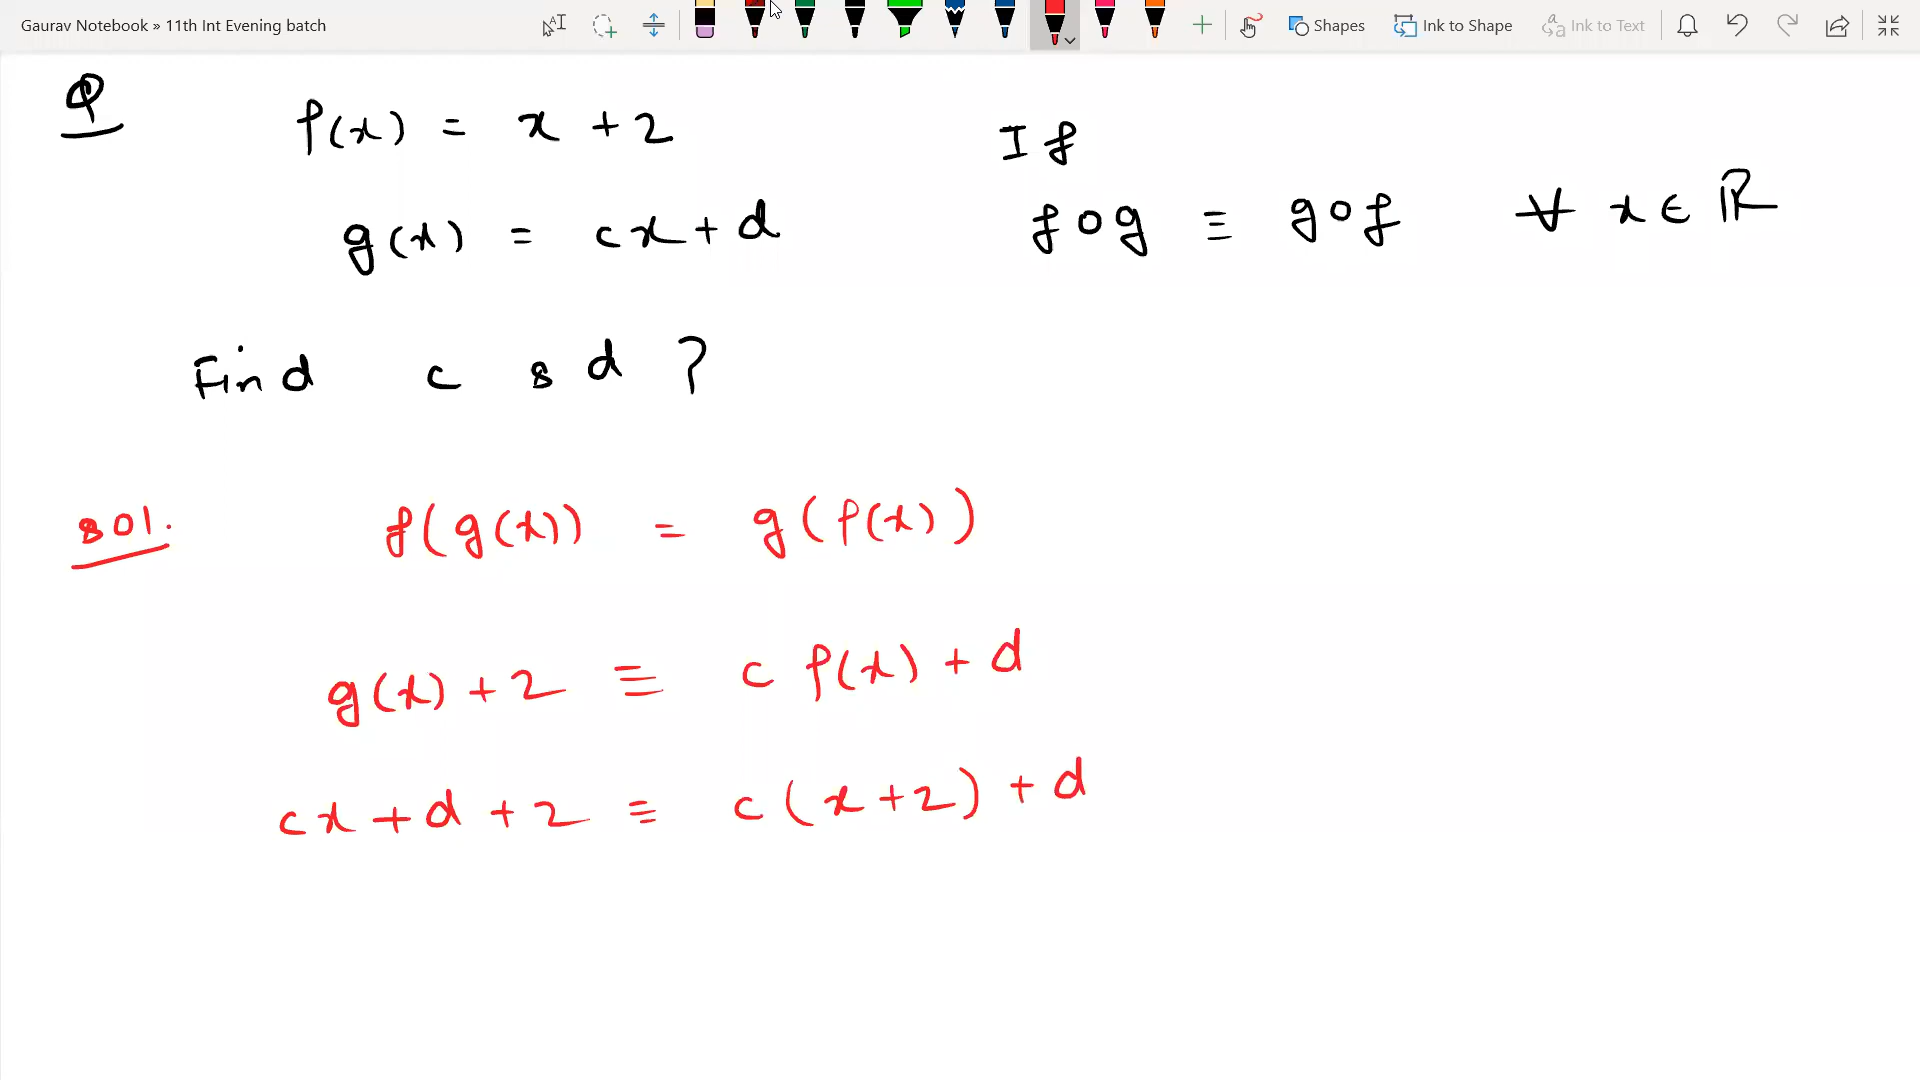 Gaurav Notebook » 11th Int Evening batch
Shapes
Ink to Shape
Ink to Text
Q
f(x) = x + 2
If
g(x) = cx + d
fog ≡ gof ∀ x ∈ ℝ
Find c & d ?
sol.
f(g(x)) = g(f(x))
g(x) + 2 ≡ c f(x) + d
cx + d + 2 ≡ c(x+2) + d